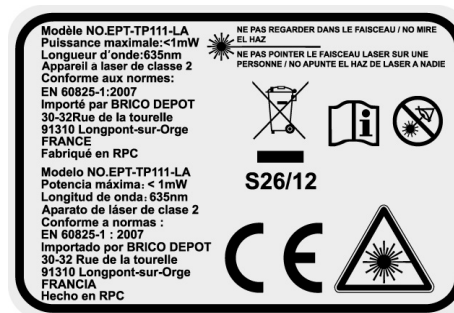 Modèle NO.EPT-TP111-LA
Puissance maximale:<1mW
Longueur d'onde:635nm
Appareil a laser de classe 2
Conforme aux normes:
EN 60825-1:2007
Importé par BRICO DEPOT
30-32Rue de la tourelle
91310 Longpont-sur-Orge
FRANCE
Fabriqué en RPC
Modelo NO.EPT-TP111-LA
Potencia máxima: < 1mW
Longitud de onda: 635nm
Aparato de láser de clase 2
Conforme a normas :
EN 60825-1 : 2007
Importado por BRICO DEPOT
30-32 Rue de la tourelle
91310 Longpont-sur-Orge
FRANCIA
Hecho en RPC
NE PAS REGARDER DANS LE FAISCEAU / NO MIRE
EL HAZ
NE PAS POINTER LE FAISCEAU LASER SUR UNE
PERSONNE / NO APUNTE EL HAZ DE LASER A NADIE
S26/12
CE